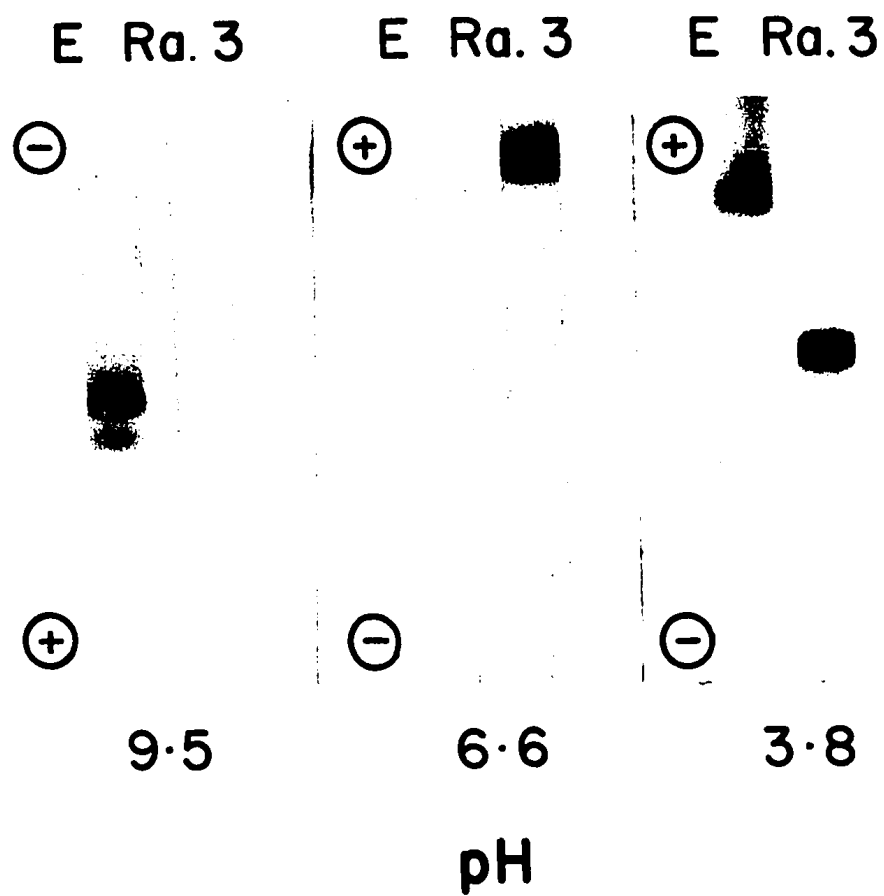 E Ra. 3 E Ra. 3 E Ra. 3
− + +
+ − −
9·5 6·6 3·8
pH